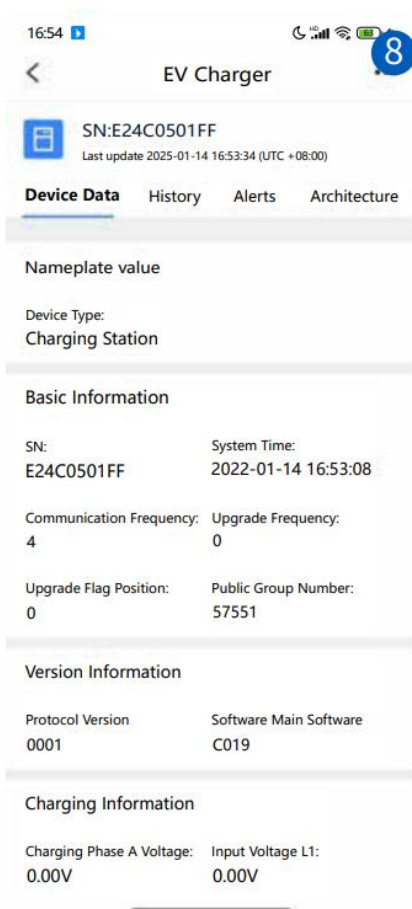 16:54
HD
63
8
EV Charger
SN:E24C0501FF
Last update 2025-01-14 16:53:34 (UTC +08:00)
Device Data History Alerts Architecture
Nameplate value
Device Type:
Charging Station
Basic Information
SN: System Time:
E24C0501FF 2022-01-14 16:53:08
Communication Frequency: Upgrade Frequency:
4 0
Upgrade Flag Position: Public Group Number:
0 57551
Version Information
Protocol Version Software Main Software
0001 C019
Charging Information
Charging Phase A Voltage: Input Voltage L1:
0.00V 0.00V